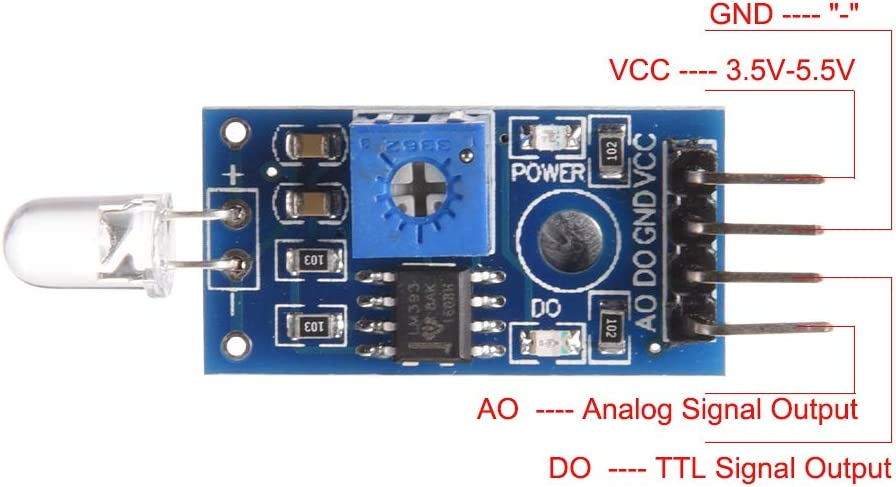 GND ---- "-"
VCC ---- 3.5V-5.5V
3362
102
POWER
AO DO GND VCC
+
103
-
LM393
DO
103
102
AO ---- Analog Signal Output
DO ---- TTL Signal Output